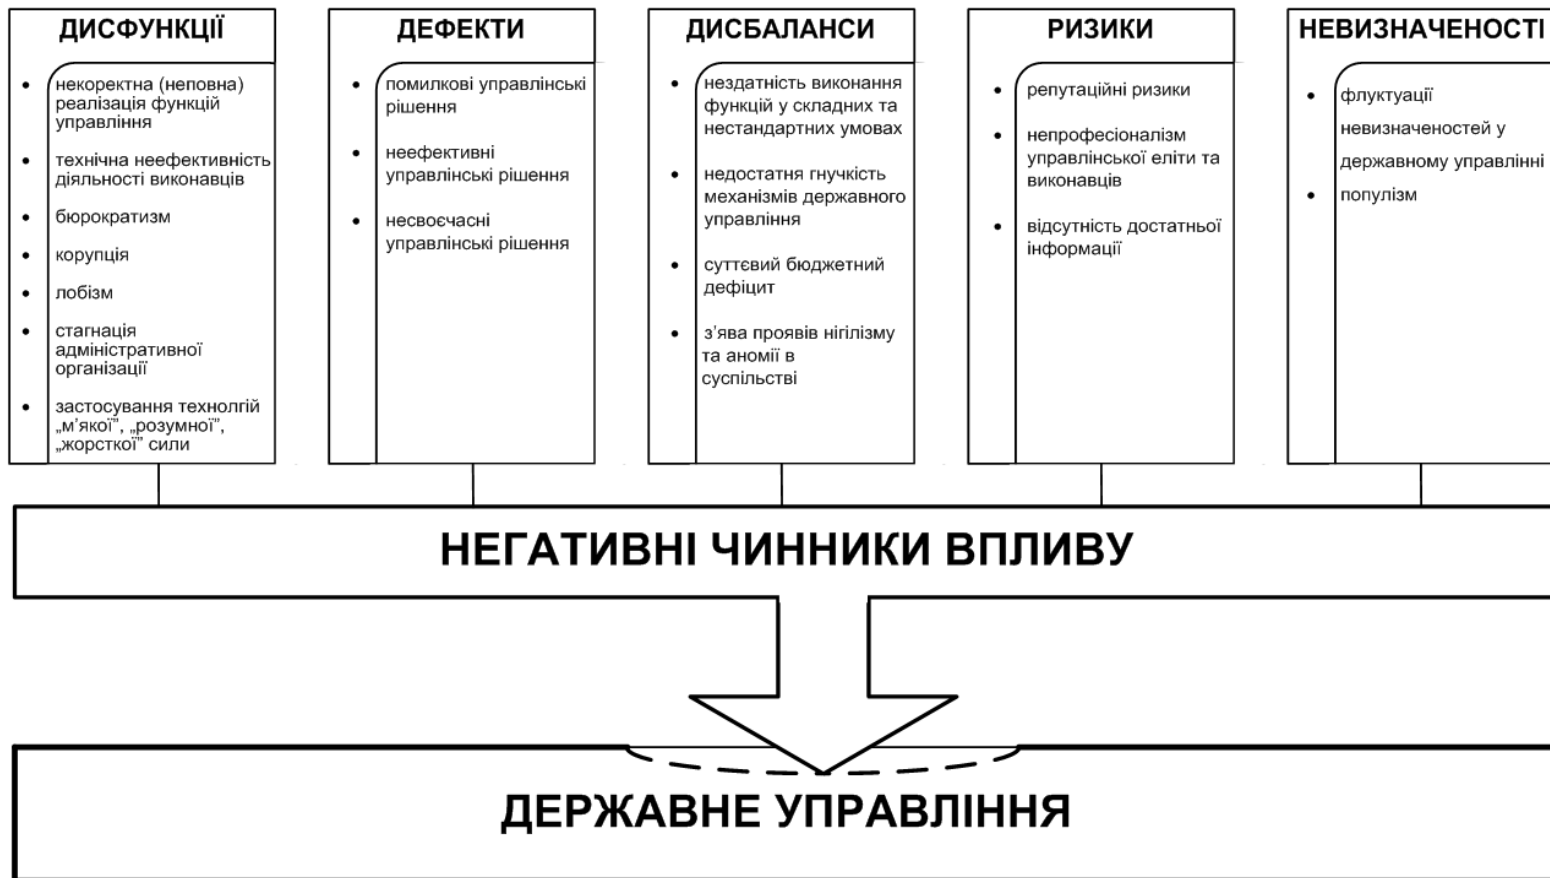 ДИСФУНКЦІЇ
некоректна (неповна)
реалізація функцій
управління
технічна неефективність
діяльності виконавців
бюрократизм
корупція
лобізм
стагнація
адміністративної
організації
застосування технолгій
„м’якої”, „розумної”,
„жорсткої” сили
ДЕФЕКТИ
помилкові управлінські
рішення
неефективні
управлінські рішення
несвоєчасні
управлінські рішення
ДИСБАЛАНСИ
нездатність виконання
функцій у складних та
нестандартних умовах
недостатня гнучкість
механізмів державного
управління
суттєвий бюджетний
дефіцит
з’ява проявів нігілізму
та аномії в
суспільстві
РИЗИКИ
репутаційні ризики
непрофесіоналізм
управлінської еліти та
виконавців
відсутність достатньої
інформації
НЕВИЗНАЧЕНОСТІ
флуктуації
невизначеностей у
державному управлінні
популізм
НЕГАТИВНІ ЧИННИКИ ВПЛИВУ
ДЕРЖАВНЕ УПРАВЛІННЯ